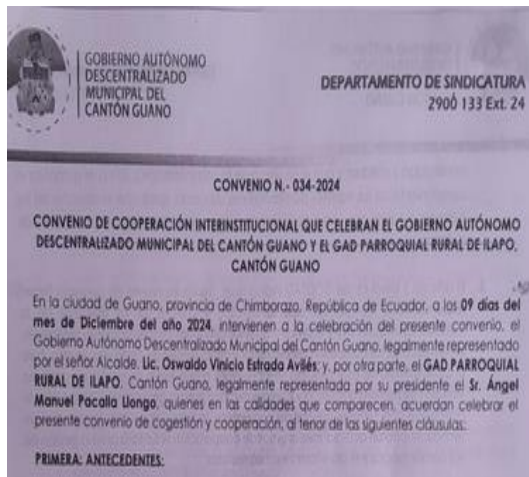 GOBIERNO AUTÓNOMO
DESCENTRALIZADO
MUNICIPAL DEL
CANTÓN GUANO
DEPARTAMENTO DE SINDICATURA
2900 133 Ext. 24
CONVENIO N.- 034-2024
CONVENIO DE COOPERACIÓN INTERINSTITUCIONAL QUE CELEBRAN EL GOBIERNO AUTÓNOMO
DESCENTRALIZADO MUNICIPAL DEL CANTÓN GUANO Y EL GAD PARROQUIAL RURAL DE ILAPO,
CANTÓN GUANO
En la ciudad de Guano, provincia de Chimborazo, República de Ecuador, a los 09 días del
mes de Diciembre del año 2024, intervienen a la celebración del presente convenio, el
Gobierno Autónomo Descentralizado Municipal del Cantón Guano, legalmente representado
por el señor Alcalde, Lic. Oswaldo Vinicio Estrada Avilés; y, por otra parte, el GAD PARROQUIAL
RURAL DE ILAPO, Cantón Guano, legalmente representada por su presidente el Sr. Ángel
Manuel Pacalla Llongo, quienes en las calidades que comparecen, acuerdan celebrar el
presente convenio de cogestión y cooperación, al tenor de las siguientes cláusulas:
PRIMERA: ANTECEDENTES: